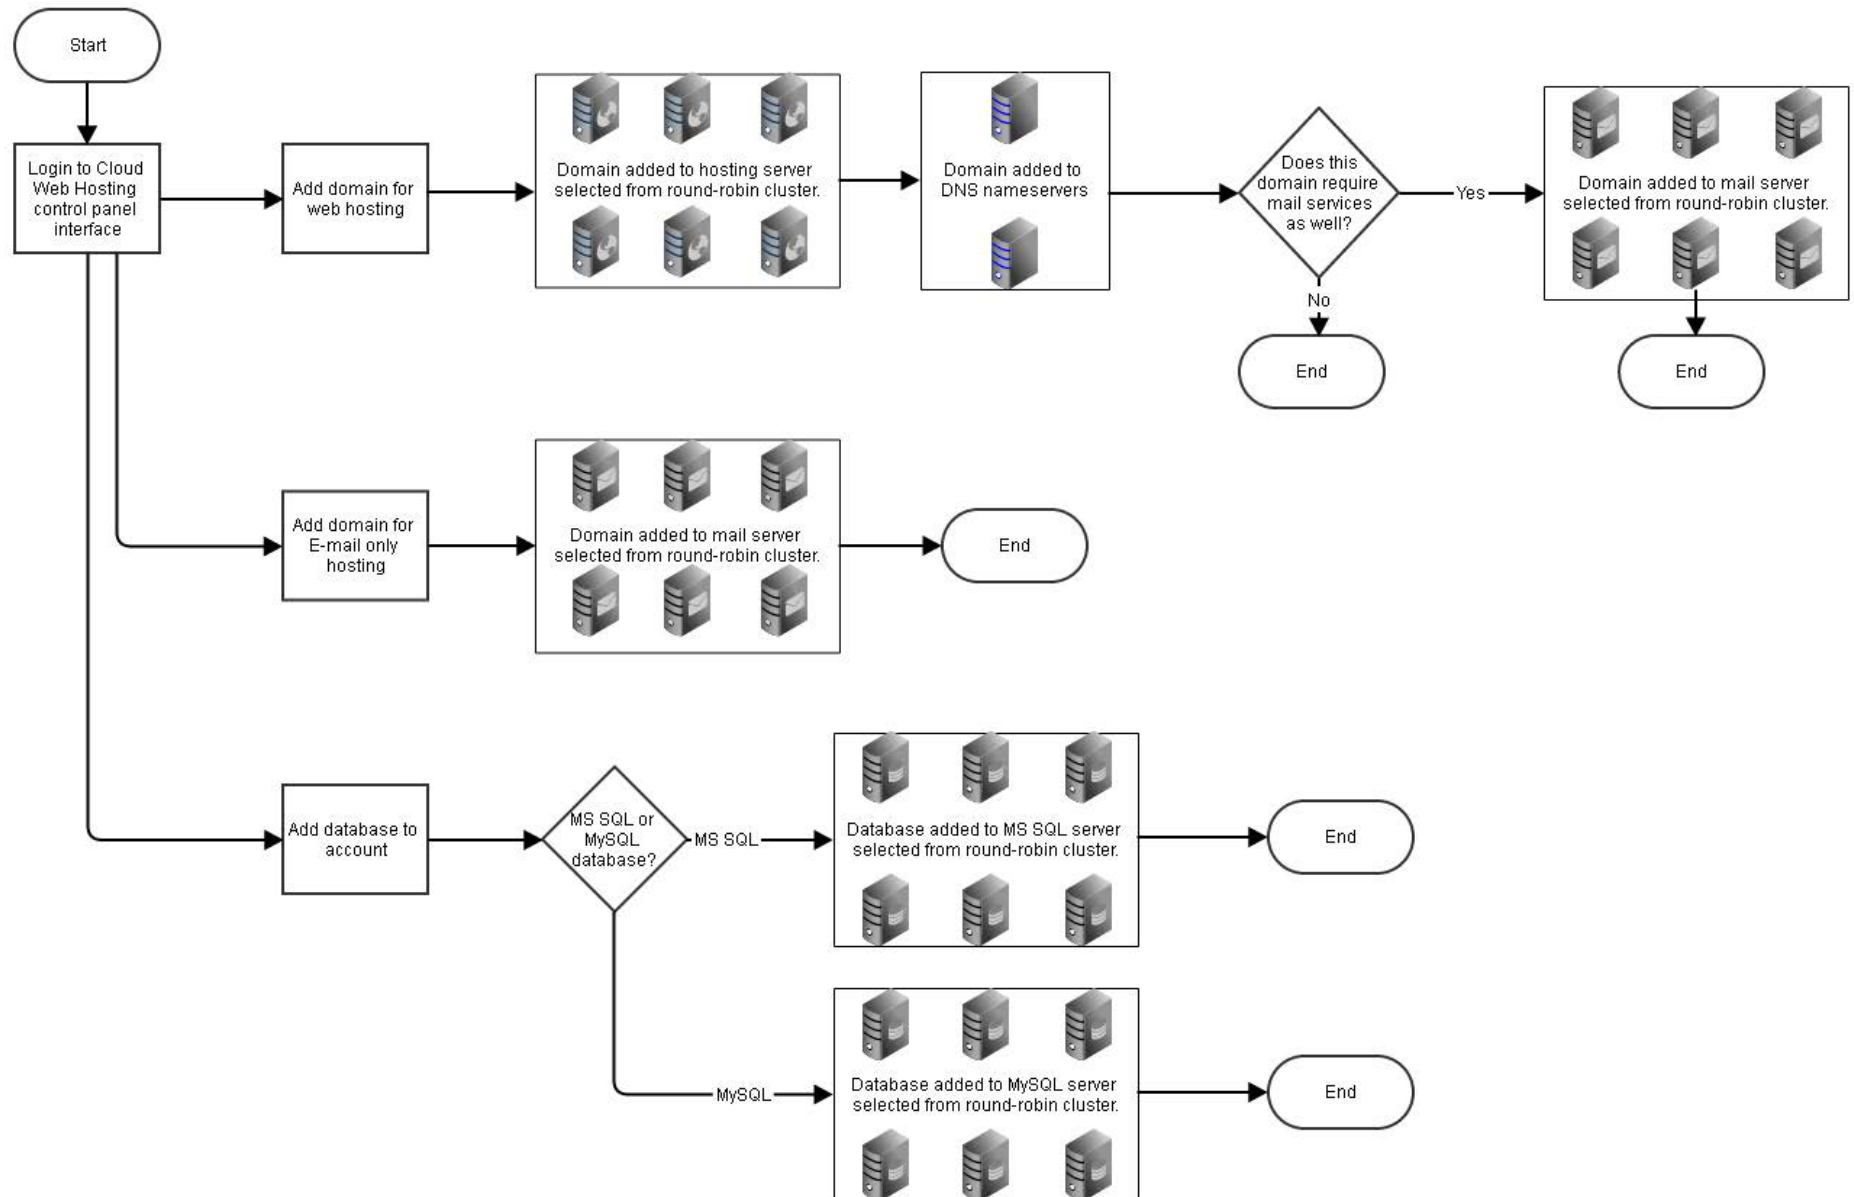 Start
Login to Cloud
Web Hosting
control panel
interface
Add domain for
web hosting
Domain added to hosting server
selected from round-robin cluster.
Domain added to
DNS nameservers
Does this
domain require
mail services
as well?
Yes
Domain added to mail server
selected from round-robin cluster.
No
End
End
Add domain for
E-mail only
hosting
Domain added to mail server
selected from round-robin cluster.
End
Add database to
account
MS SQL or
MySQL
database?
MS SQL
Database added to MS SQL server
selected from round-robin cluster.
End
MySQL
Database added to MySQL server
selected from round-robin cluster.
End